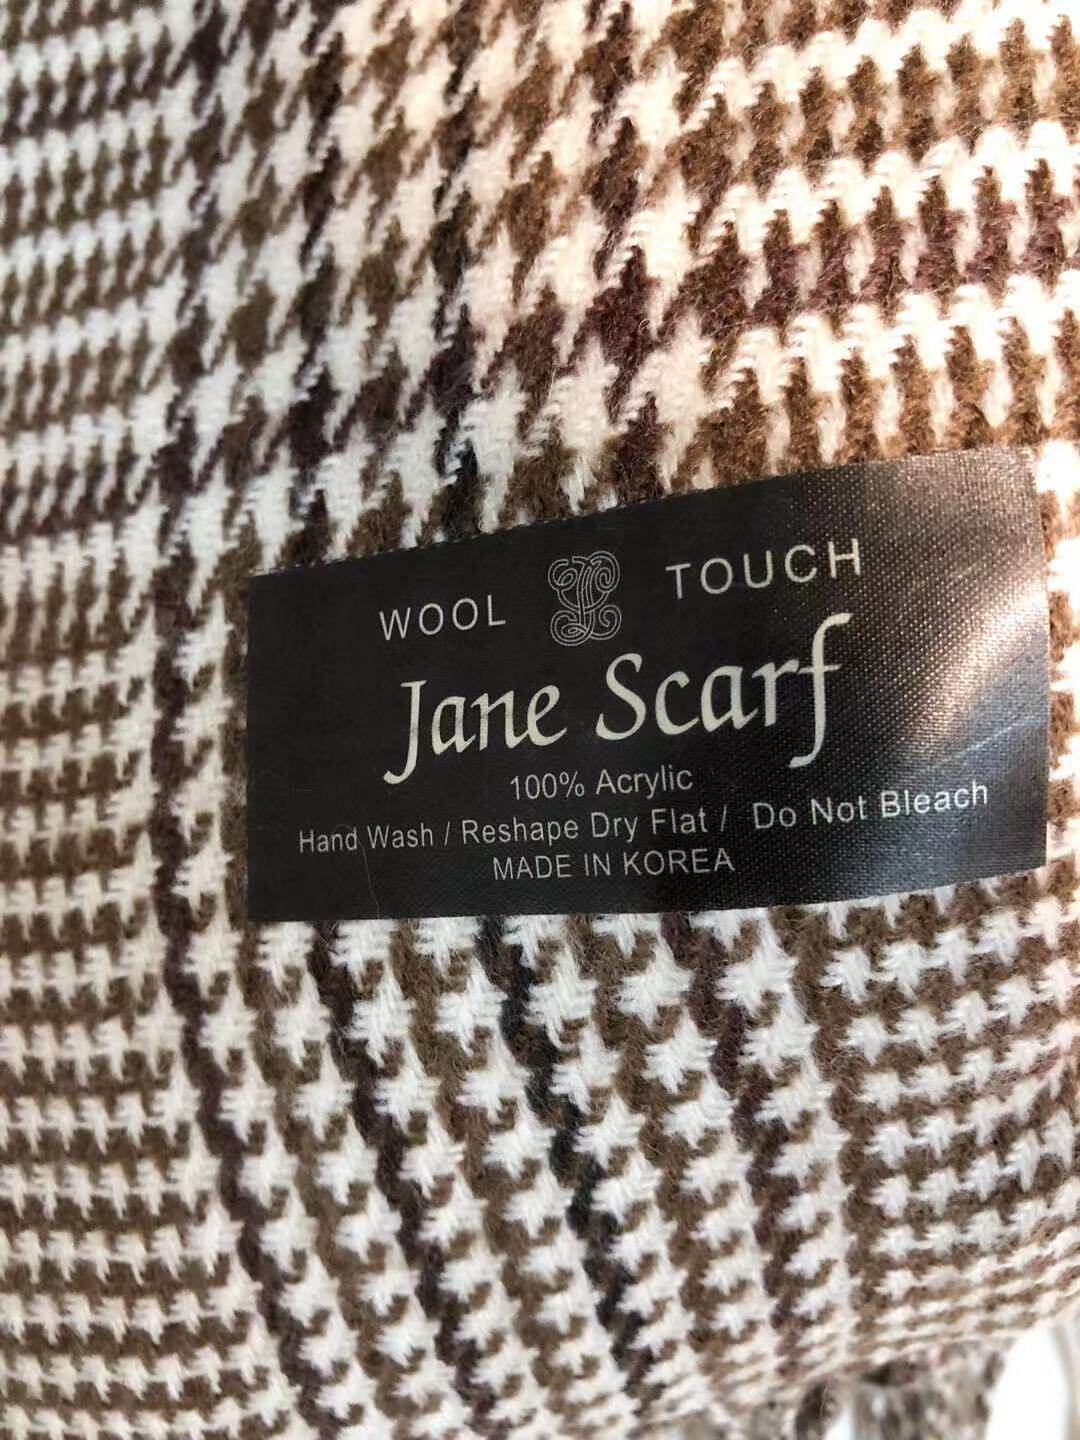 WOOL TOUCH
Jane Scarf
100% Acrylic
Hand Wash / Reshape Dry Flat / Do Not Bleach
MADE IN KOREA